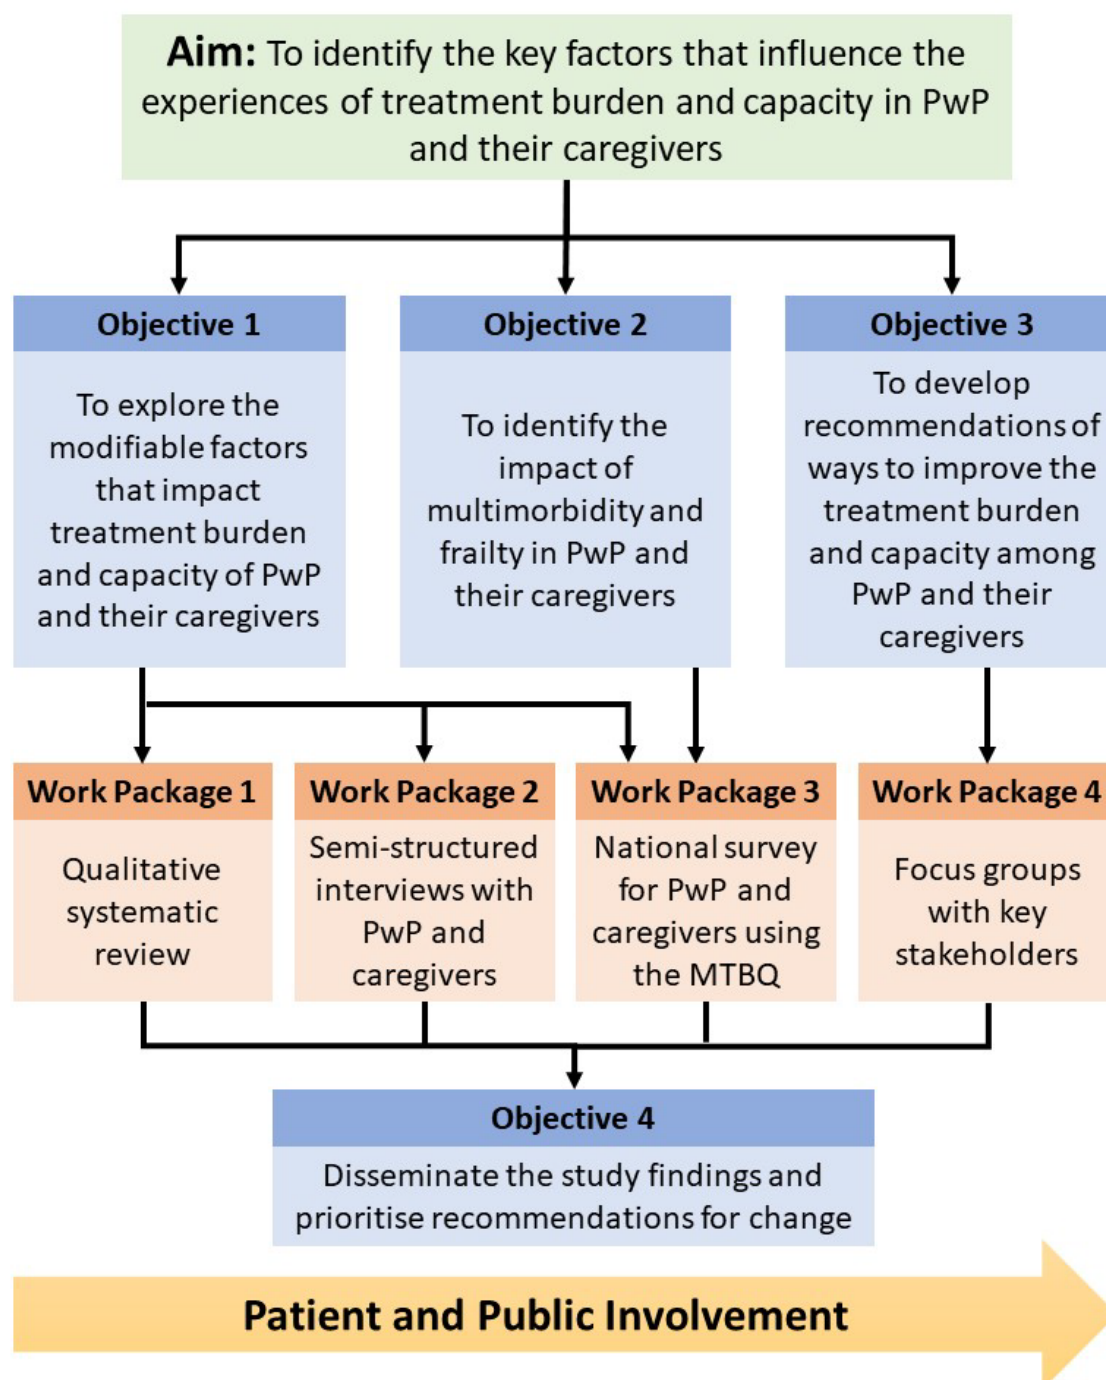 Aim: To identify the key factors that influence the
experiences of treatment burden and capacity in PwP
and their caregivers
Objective 1
To explore the
modifiable factors
that impact
treatment burden
and capacity of PwP
and their caregivers
Objective 2
To identify the
impact of
multimorbidity and
frailty in PwP and
their caregivers
Objective 3
To develop
recommendations of
ways to improve the
treatment burden
and capacity among
PwP and their
caregivers
Work Package 1
Qualitative
systematic
review
Work Package 2
Semi-structured
interviews with
PwP and
caregivers
Work Package 3
National survey
for PwP and
caregivers using
the MTBQ
Work Package 4
Focus groups
with key
stakeholders
Objective 4
Disseminate the study findings and
prioritise recommendations for change
Patient and Public Involvement